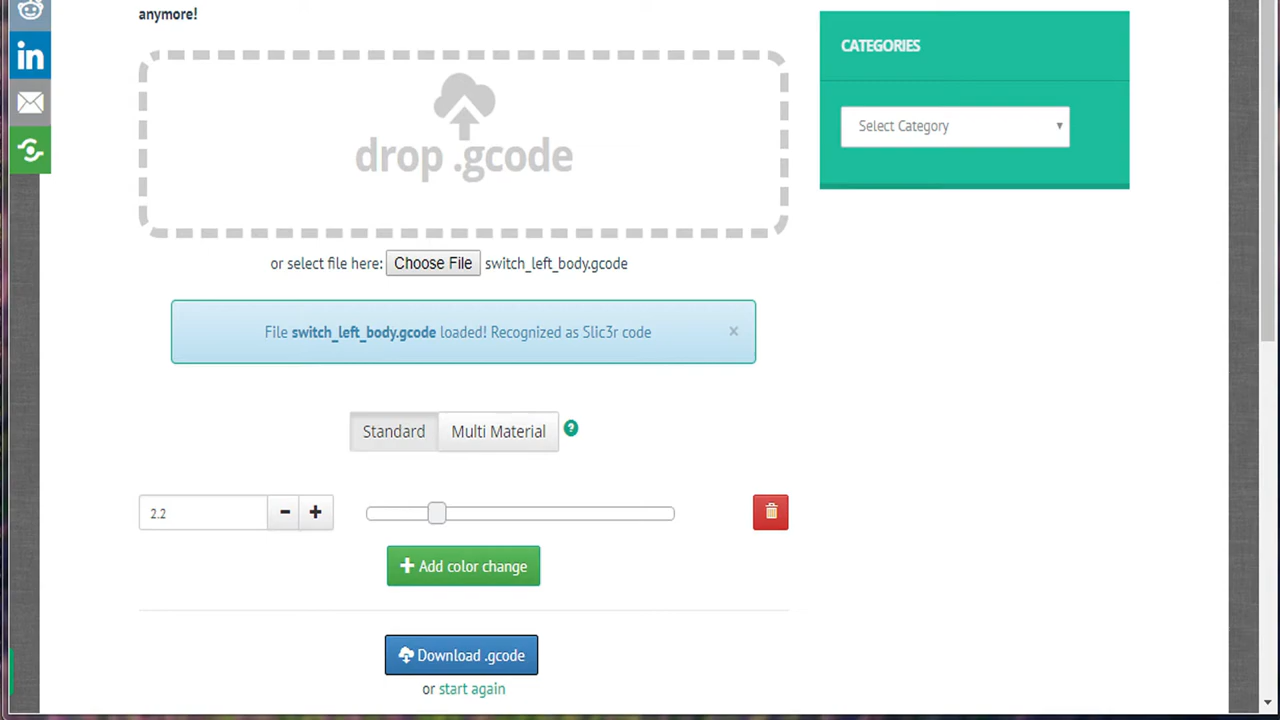 anymore!
CATEGORIES
Select Category
drop .gcode
or select file here: Choose File switch_left_body.gcode
File switch_left_body.gcode loaded! Recognized as Slic3r code ×
Standard Multi Material ?
2.2 - +
+ Add color change
Download .gcode
or start again
in